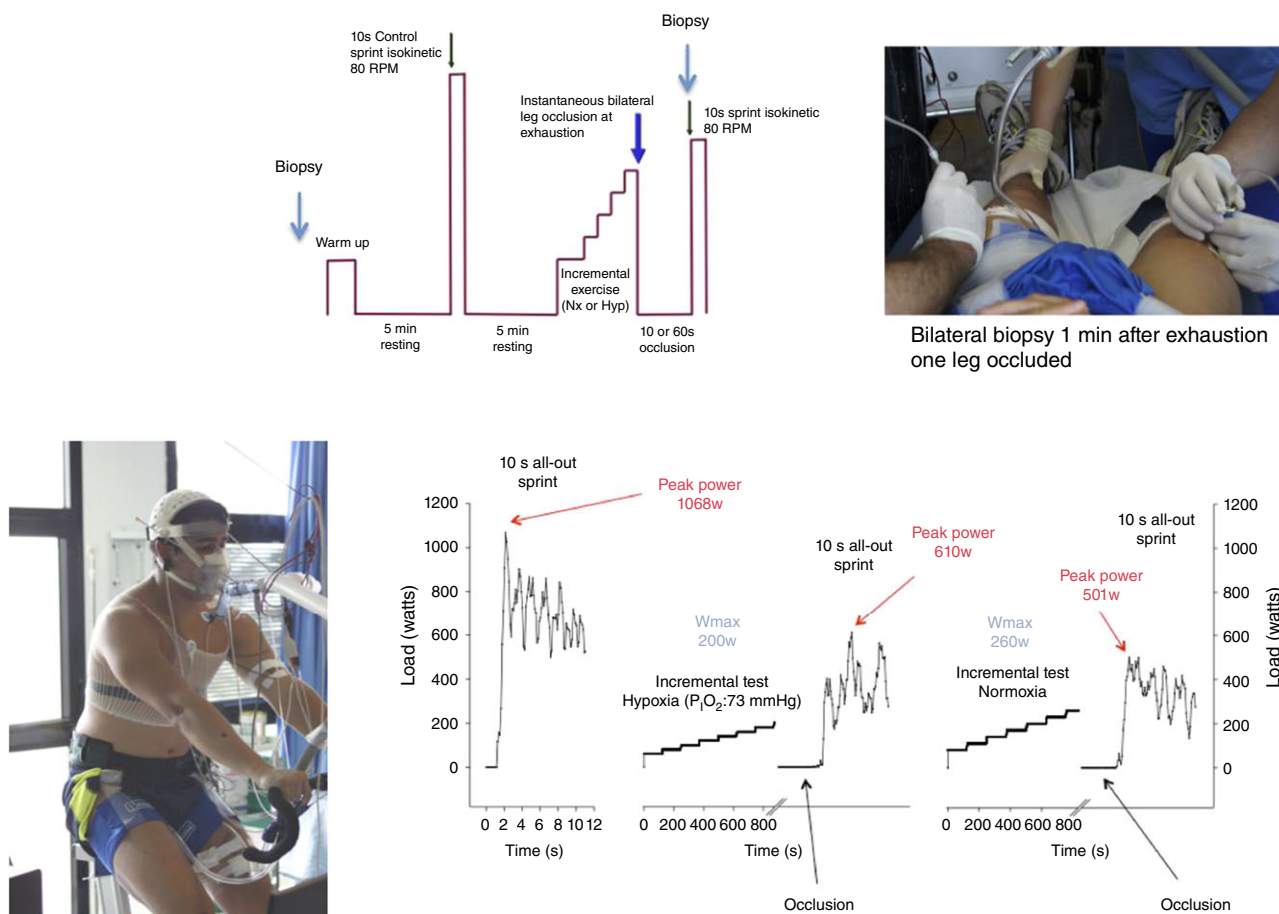 Biopsy
10s Control
sprint isokinetic
80 RPM
Instantaneous bilateral
leg occlusion at
exhaustion
10s sprint isokinetic
80 RPM
Biopsy
Warm up
Incremental
exercise
(Nx or Hyp)
5 min
resting
5 min
resting
10 or 60s
occlusion
Bilateral biopsy 1 min after exhaustion
one leg occluded
10 s all-out
sprint
Peak power
1068w
1200
1000
800
600
400
200
0
Load (watts)
0 2 4 6 8 10 12
Time (s)
Wmax
200w
Incremental test
Hypoxia (PIO2:73 mmHg)
10 s all-out
sprint
Peak power
610w
0 200 400 600 800
Time (s)
Occlusion
Wmax
260w
Incremental test
Normoxia
10 s all-out
sprint
Peak power
501w
0 200 400 600 800
Time (s)
Occlusion
1200
1000
800
600
400
200
0
Load (watts)